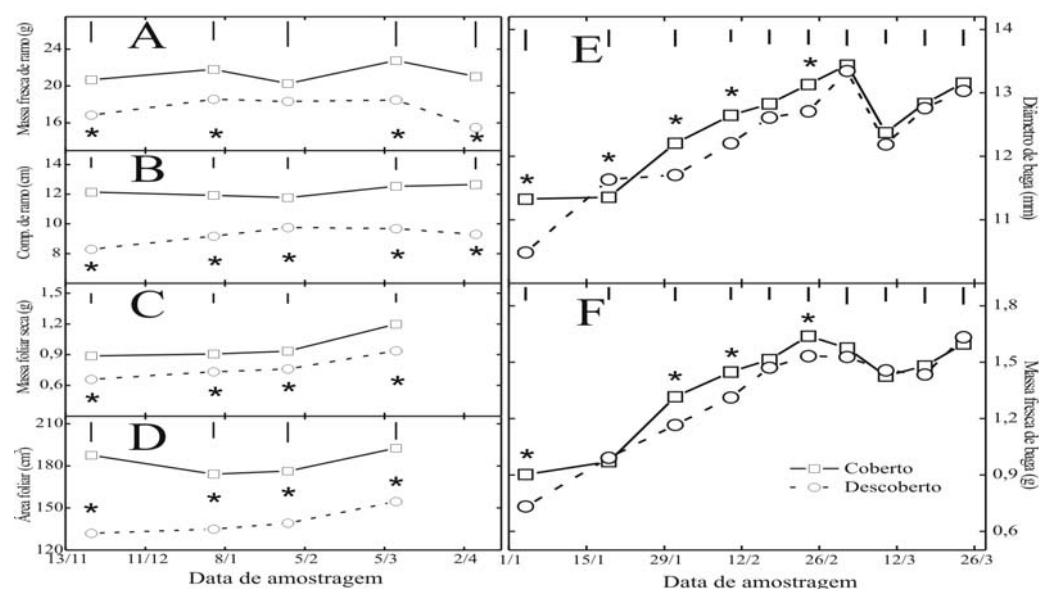 A
Massa fresca de ramo (g)
24
20
16
*
*
*
*
B
Comp. de ramo (cm)
14
12
10
8
*
*
*
*
*
C
Massa foliar seca (g)
1,5
1,2
0,9
0,6
*
*
*
*
D
Área foliar (cm²)
210
180
150
120
*
*
*
*
13/11 11/12 8/1 5/2 5/3 2/4
Data de amostragem
E
Diâmetro de baga (mm)
14
13
12
11
*
*
*
*
*
F
Massa fresca de baga (g)
1,8
1,5
1,2
0,9
0,6
*
*
*
*
Coberto
Descoberto
1/1 15/1 29/1 12/2 26/2 12/3 26/3
Data de amostragem